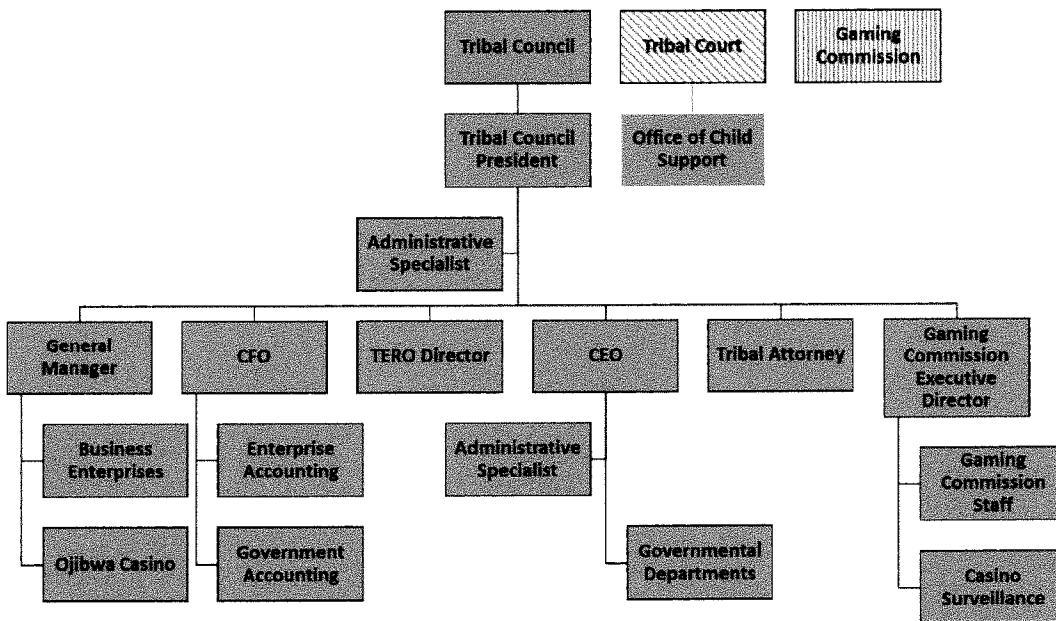 Tribal Council
Tribal Court
Gaming
Commission
Tribal Council
President
Office of Child
Support
Administrative
Specialist
General
Manager
CFO
TERO Director
CEO
Tribal Attorney
Gaming
Commission
Executive
Director
Business
Enterprises
Enterprise
Accounting
Administrative
Specialist
Gaming
Commission
Staff
Ojibwa Casino
Government
Accounting
Governmental
Departments
Casino
Surveillance